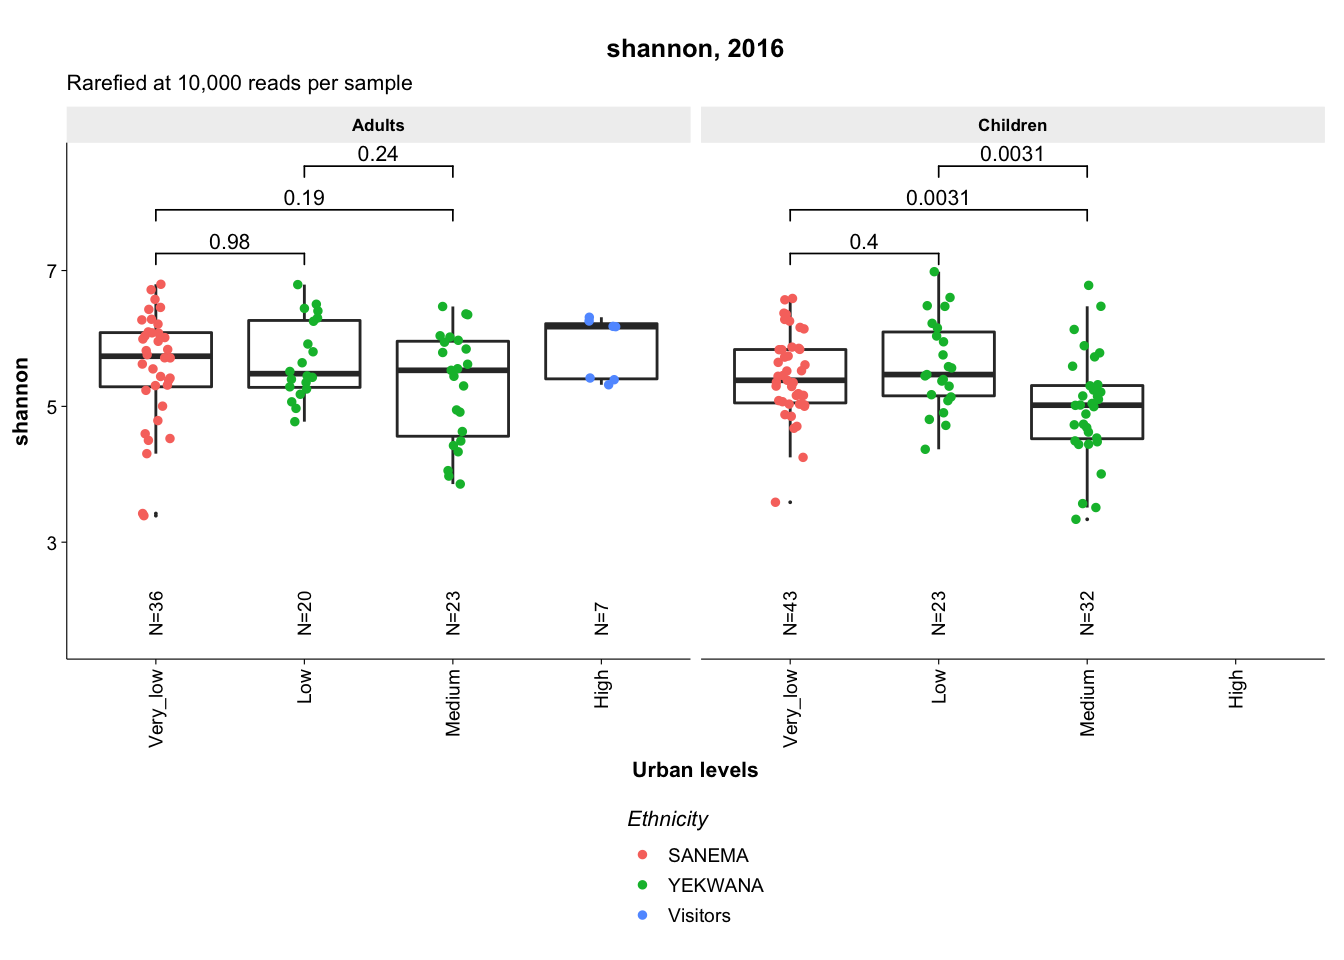 shannon, 2016
Rarefied at 10,000 reads per sample
Adults
Children
0.24
0.19
0.98
0.0031
0.0031
0.4
shannon
7
5
3
N=36
N=20
N=23
N=7
N=43
N=23
N=32
Very_low
Low
Medium
High
Very_low
Low
Medium
High
Urban levels
Ethnicity
SANEMA
YEKWANA
Visitors